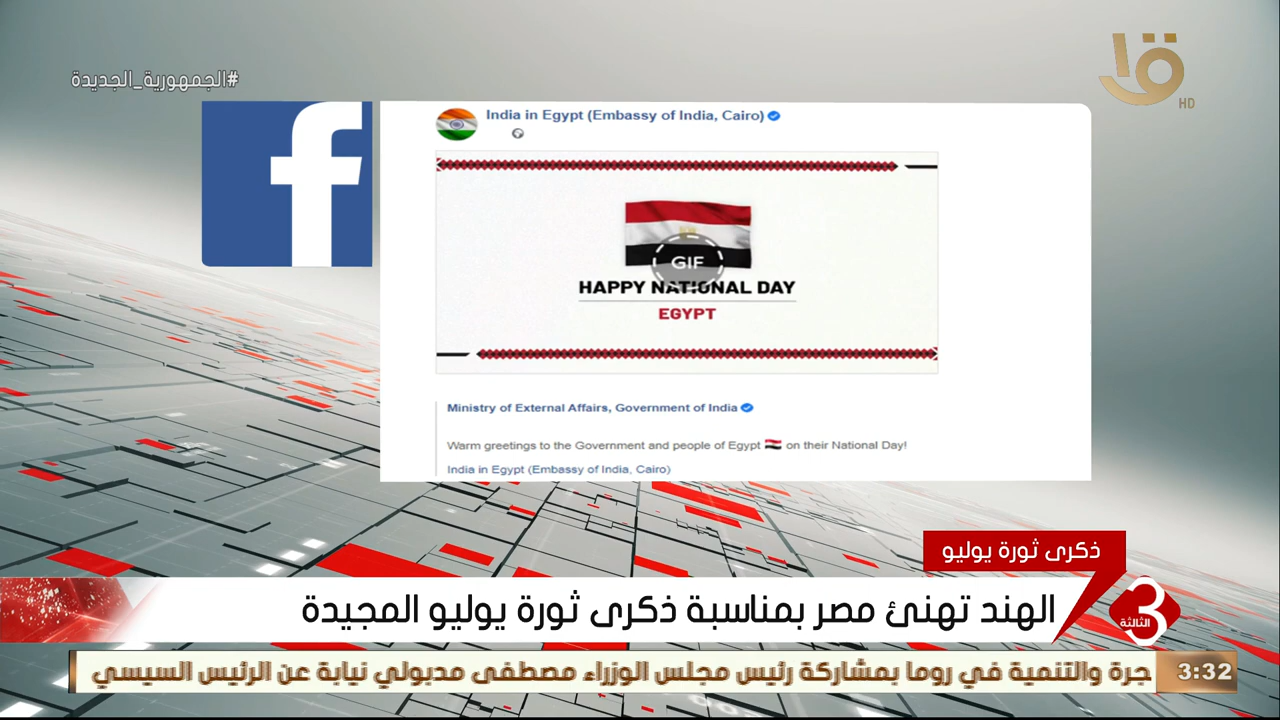 #الجمهورية_الجديدة
HD
India in Egypt (Embassy of India, Cairo)
GIF
HAPPY NATIONAL DAY
EGYPT
Ministry of External Affairs, Government of India
Warm greetings to the Government and people of Egypt 🇪🇬 on their National Day!
India in Egypt (Embassy of India, Cairo)
ذكرى ثورة يوليو
الهند تهنئ مصر بمناسبة ذكرى ثورة يوليو المجيدة
3 الثالثة
3:32
جرة والتنمية في روما بمشاركة رئيس مجلس الوزراء مصطفى مدبولي نيابة عن الرئيس السيسي